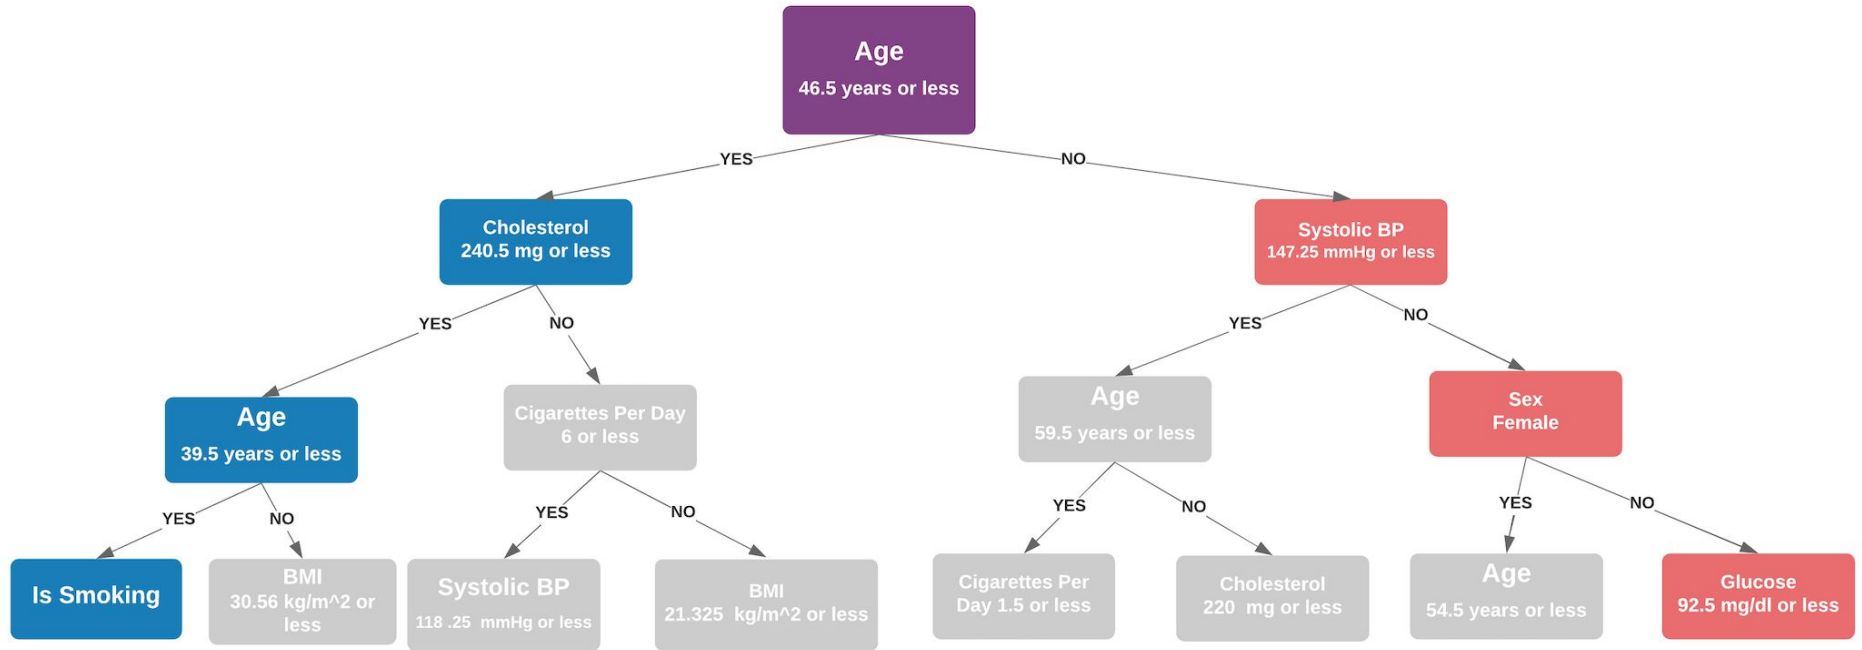 Age
46.5 years or less
YES
NO
Cholesterol
240.5 mg or less
Systolic BP
147.25 mmHg or less
YES
NO
YES
NO
Age
39.5 years or less
Cigarettes Per Day
6 or less
Age
59.5 years or less
Sex
Female
YES
NO
YES
NO
YES
NO
YES
NO
Is Smoking
BMI
30.56 kg/m^2 or
less
Systolic BP
118 .25 mmHg or less
BMI
21.325 kg/m^2 or less
Cigarettes Per
Day 1.5 or less
Cholesterol
220 mg or less
Age
54.5 years or less
Glucose
92.5 mg/dl or less